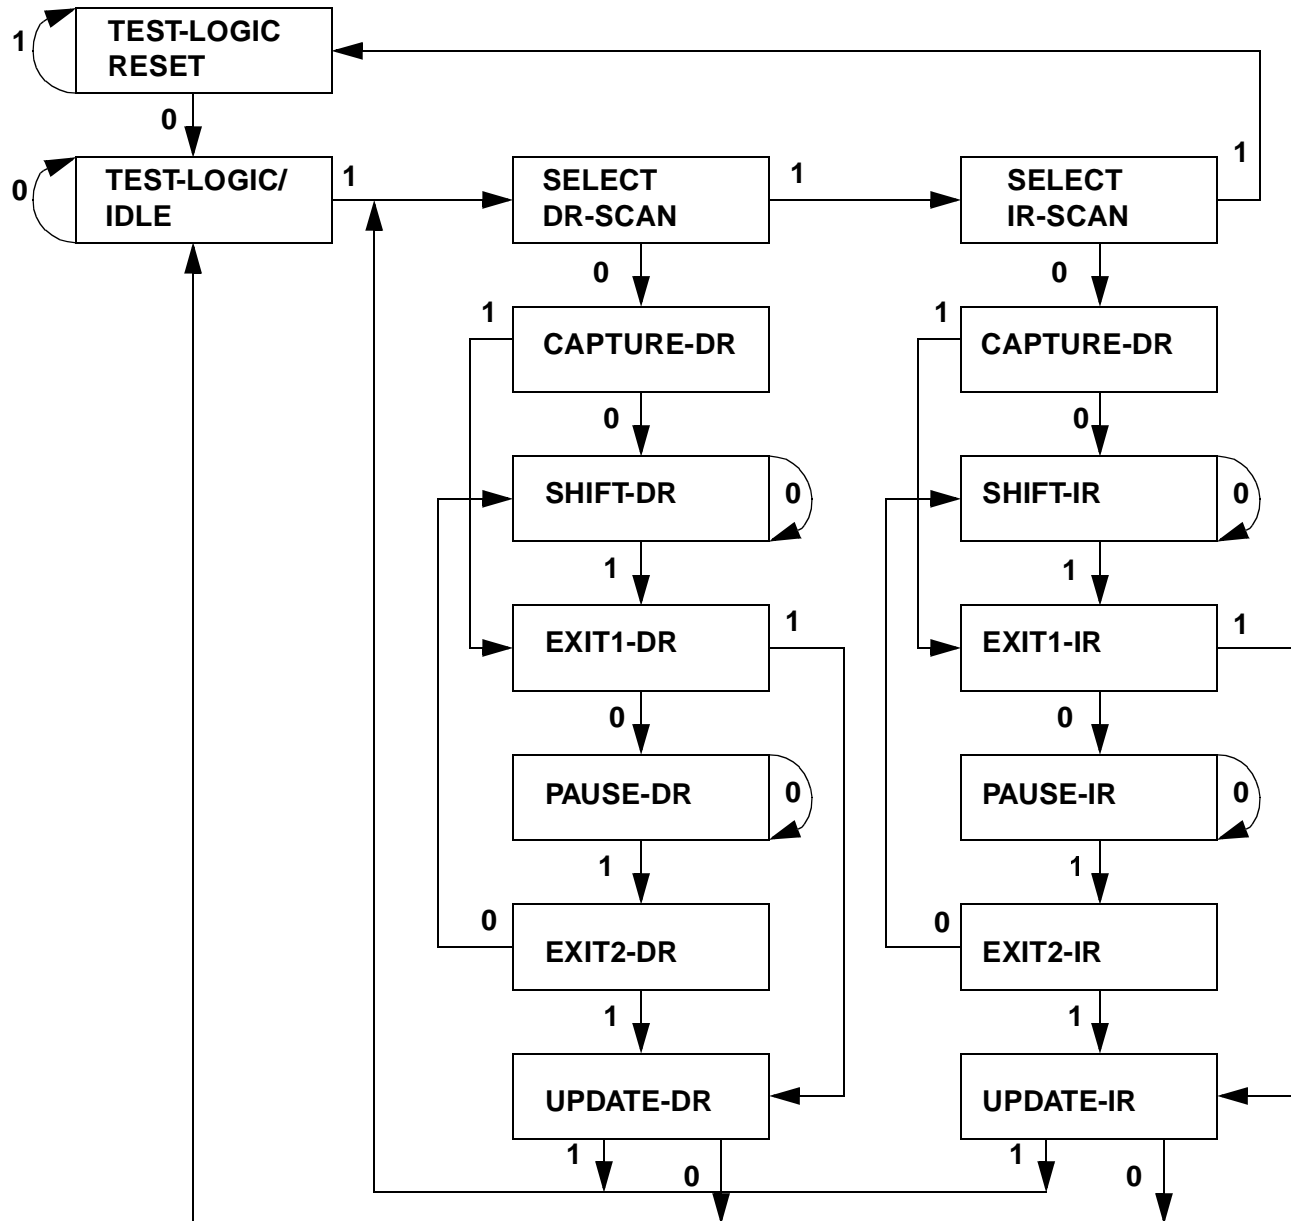 1
TEST-LOGIC
RESET
0
0
TEST-LOGIC/
IDLE
1
SELECT
DR-SCAN
1
SELECT
IR-SCAN
1
0
0
1
CAPTURE-DR
1
CAPTURE-DR
0
0
SHIFT-DR
0
SHIFT-IR
0
1
1
EXIT1-DR
1
EXIT1-IR
1
0
0
PAUSE-DR
0
PAUSE-IR
0
1
1
0
EXIT2-DR
0
EXIT2-IR
1
1
UPDATE-DR
UPDATE-IR
1
0
1
0